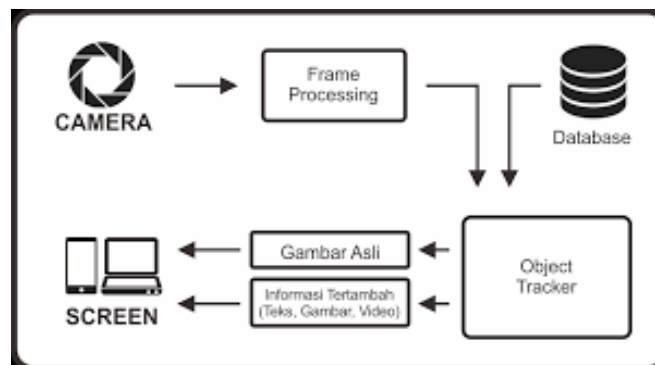 CAMERA
Frame
Processing
Database
Gambar Asli
Informasi Tertambah
(Teks, Gambar, Video)
Object
Tracker
SCREEN